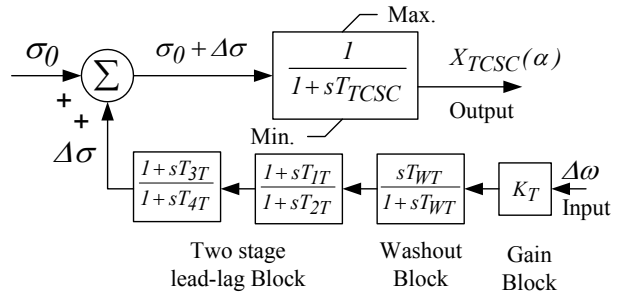 Max.
σ0
Σ
σ0 + Δσ
1
1 + sT_TCSC
X_TCSC(α)
Output
+
+
Min.
Δσ
1 + sT_3T
1 + sT_4T
1 + sT_1T
1 + sT_2T
sT_WT
1 + sT_WT
K_T
Δω
Input
Two stage
lead-lag Block
Washout
Block
Gain
Block